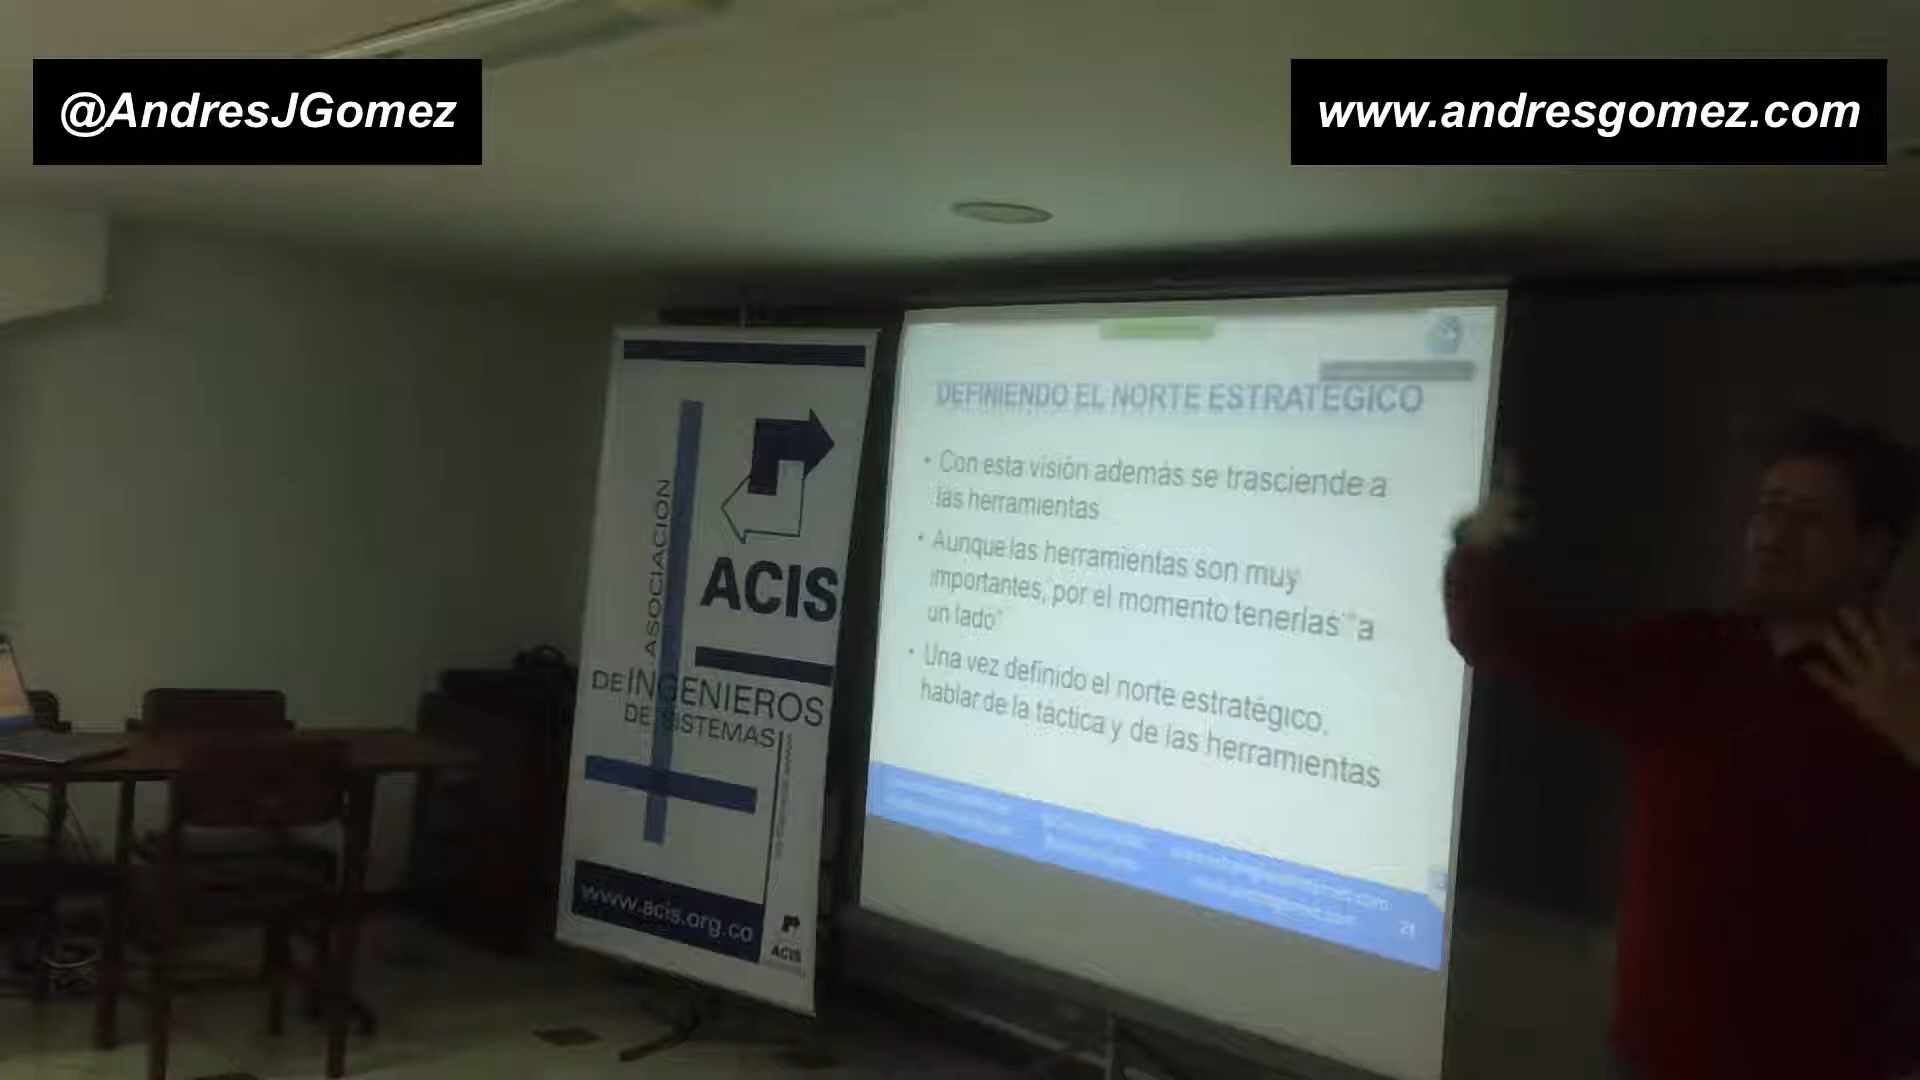 @AndresJGomez
www.andresgomez.com
ASOCIACIÓN
ACIS
DE INGENIEROS
DE SISTEMAS
www.acis.org.co
ACIS
DEFINIENDO EL NORTE ESTRATÉGICO
• Con esta visión además se trasciende a
las herramientas
• Aunque las herramientas son muy
importantes, por el momento tenerlas "a
un lado"
• Una vez definido el norte estratégico,
hablar de la táctica y de las herramientas
21